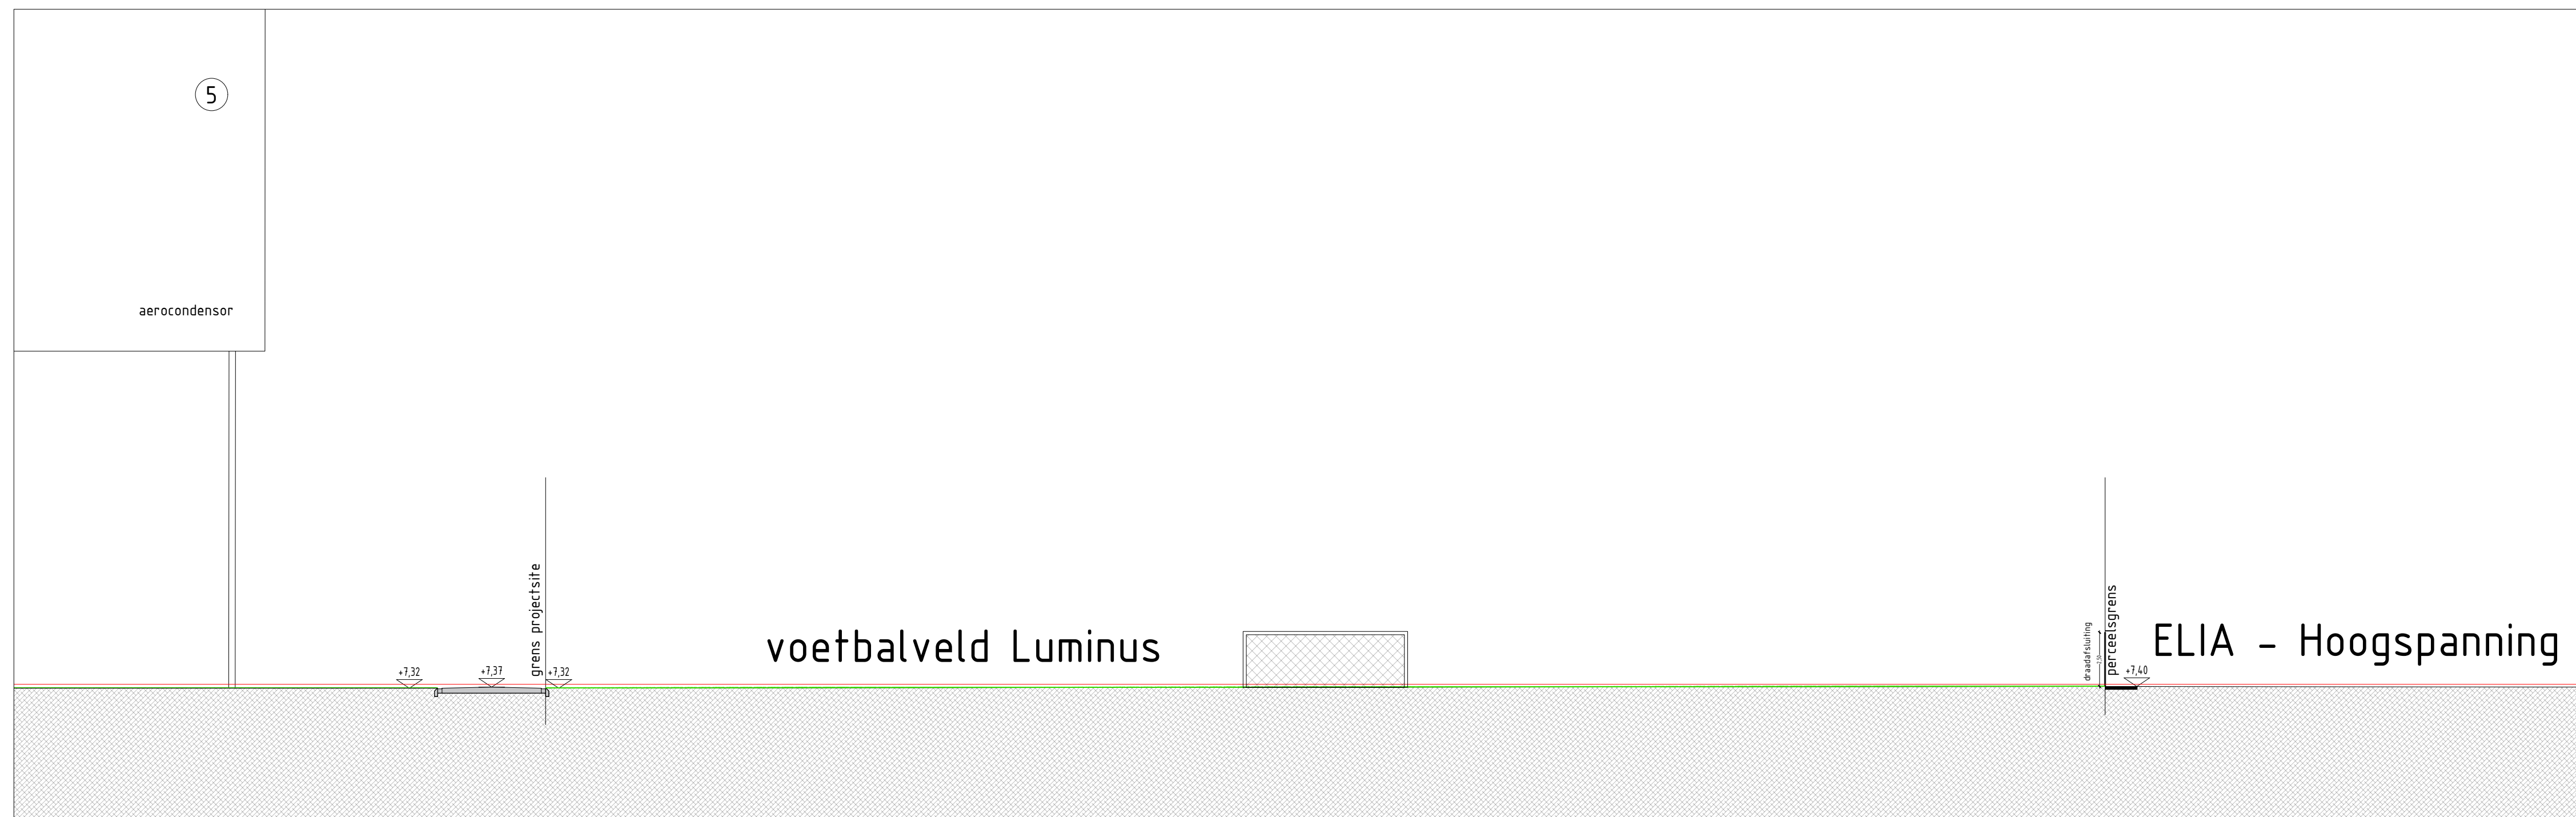 5
aerocondensor
+7,32
+7,37
grens projectsite
+7,32
voetbalveld Luminus
draadafsluiting
perceelsgrens
+7,40
ELIA - Hoogspanning